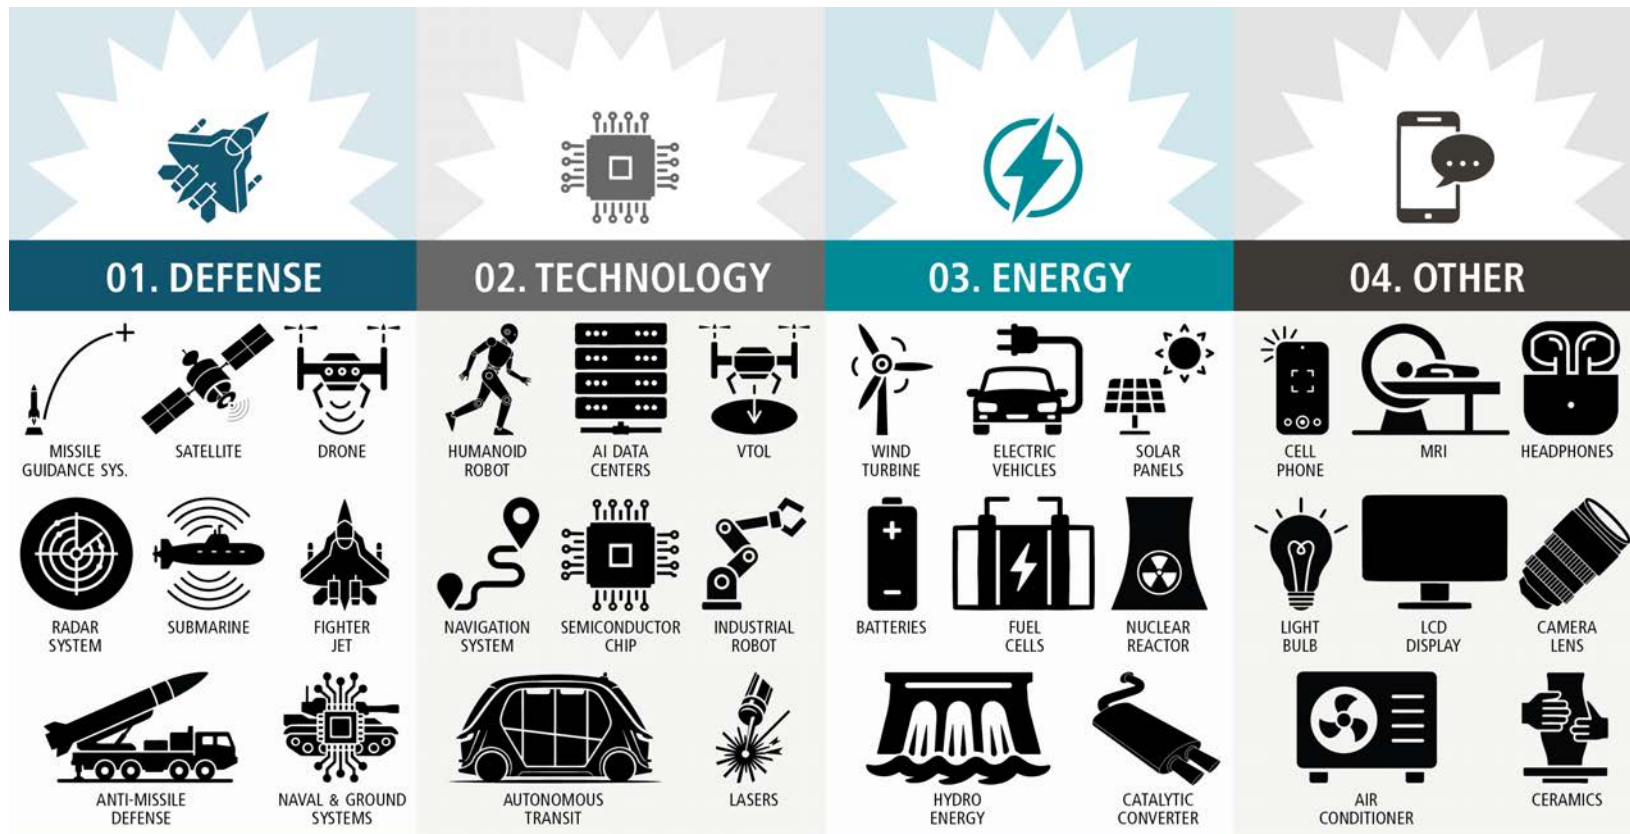 01. DEFENSE
MISSILE
GUIDANCE SYS.
SATELLITE
DRONE
RADAR
SYSTEM
SUBMARINE
FIGHTER
JET
ANTI-MISSILE
DEFENSE
NAVAL & GROUND
SYSTEMS
02. TECHNOLOGY
HUMANOID
ROBOT
AI DATA
CENTERS
VTOL
NAVIGATION
SYSTEM
SEMICONDUCTOR
CHIP
INDUSTRIAL
ROBOT
AUTONOMOUS
TRANSIT
LASERS
03. ENERGY
WIND
TURBINE
ELECTRIC
VEHICLES
SOLAR
PANELS
BATTERIES
FUEL
CELLS
NUCLEAR
REACTOR
HYDRO
ENERGY
CATALYTIC
CONVERTER
04. OTHER
CELL
PHONE
MRI
HEADPHONES
LIGHT
BULB
LCD
DISPLAY
CAMERA
LENS
AIR
CONDITIONER
CERAMICS